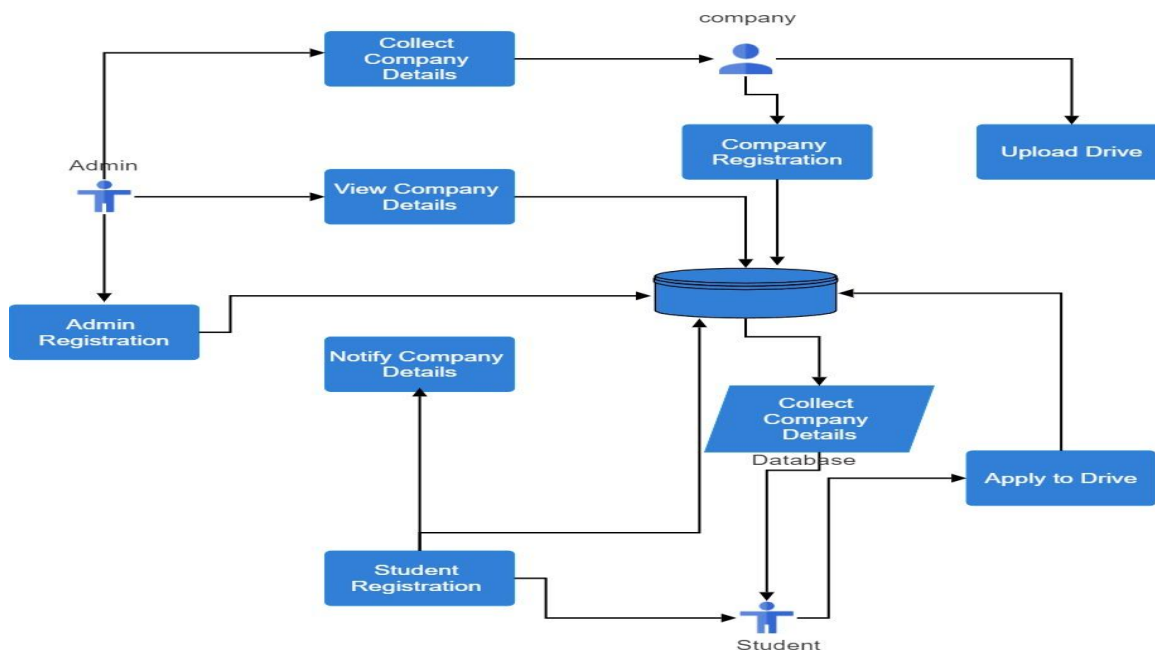 company
Collect
Company
Details
Company
Registration
Upload Drive
Admin
View Company
Details
Admin
Registration
Notify Company
Details
Collect
Company
Details
Database
Apply to Drive
Student
Registration
Student